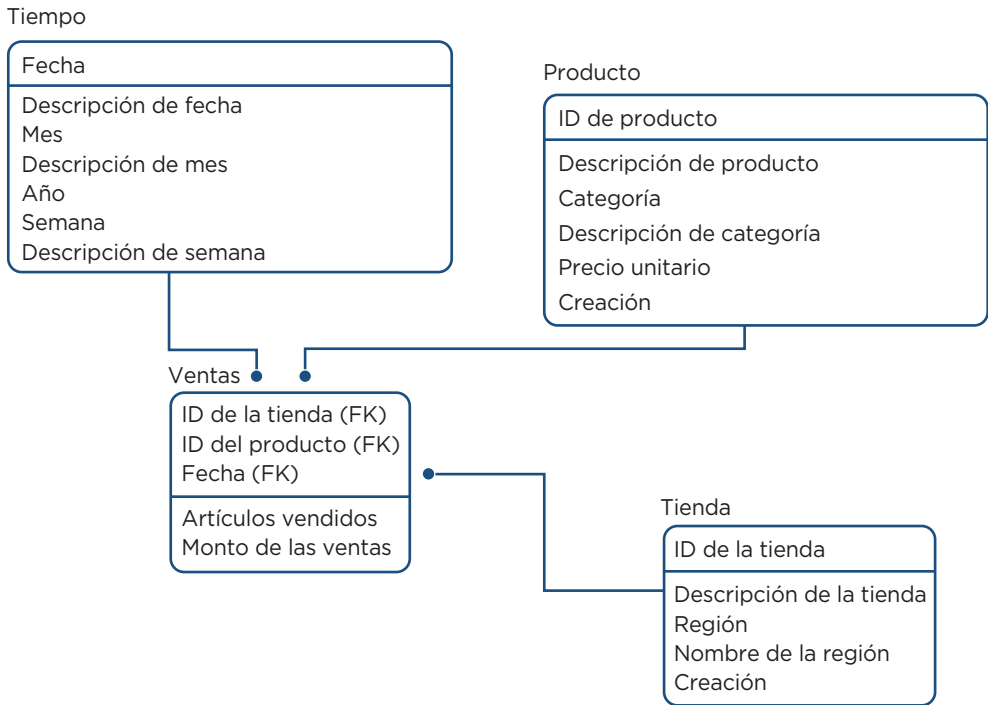 Tiempo
Fecha
Descripción de fecha
Mes
Descripción de mes
Año
Semana
Descripción de semana
Producto
ID de producto
Descripción de producto
Categoría
Descripción de categoría
Precio unitario
Creación
Ventas
ID de la tienda (FK)
ID del producto (FK)
Fecha (FK)
Artículos vendidos
Monto de las ventas
Tienda
ID de la tienda
Descripción de la tienda
Región
Nombre de la región
Creación